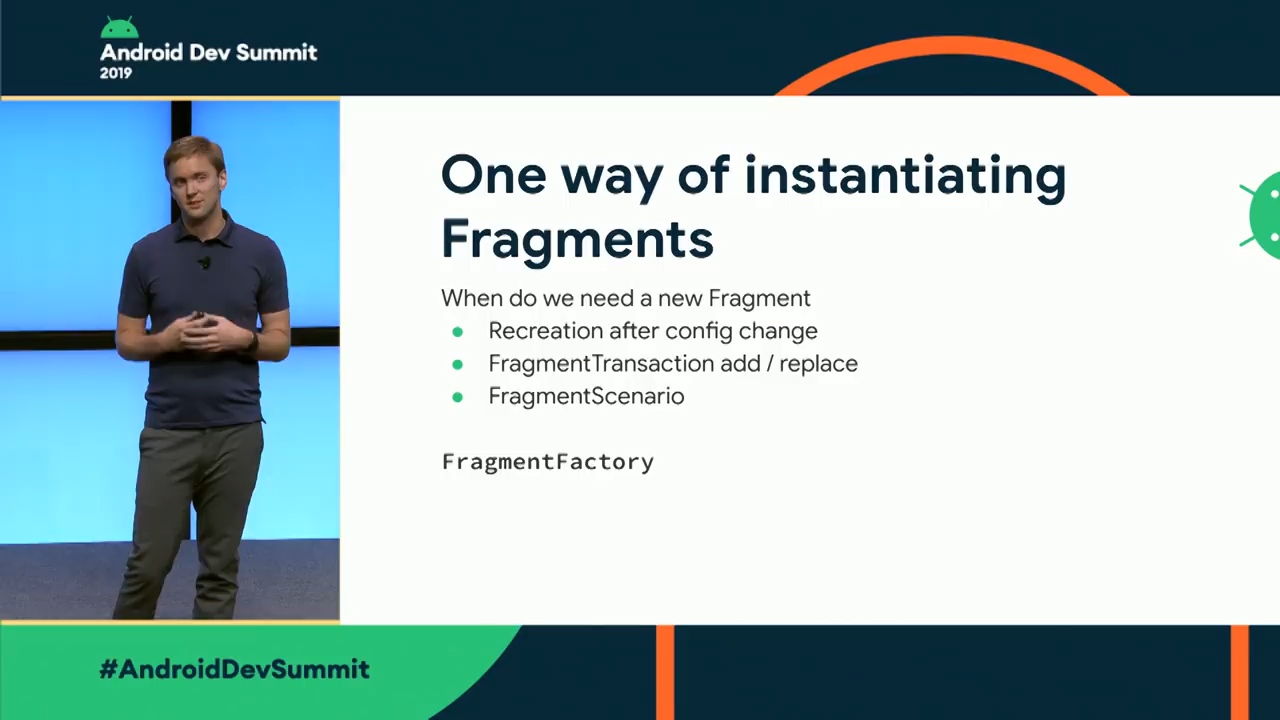 Android Dev Summit
2019
One way of instantiating
Fragments
When do we need a new Fragment
● Recreation after config change
● FragmentTransaction add / replace
● FragmentScenario
FragmentFactory
#AndroidDevSummit